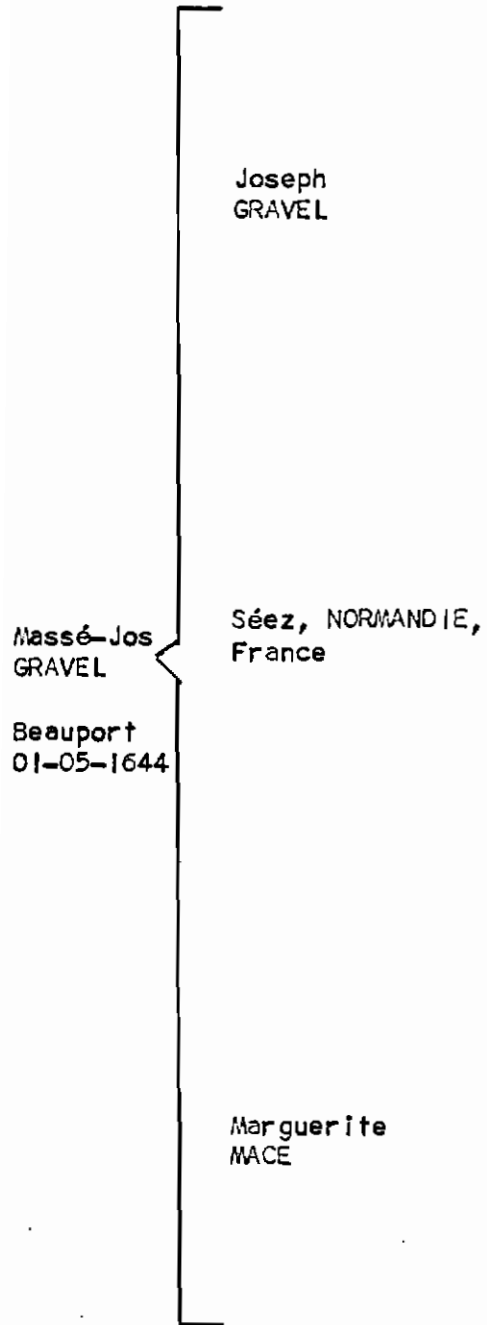 Joseph
GRAVEL
Massé-Jos
GRAVEL
Beauport
01-05-1644
Séez, NORMANDIE,
France
Marguerite
MACE